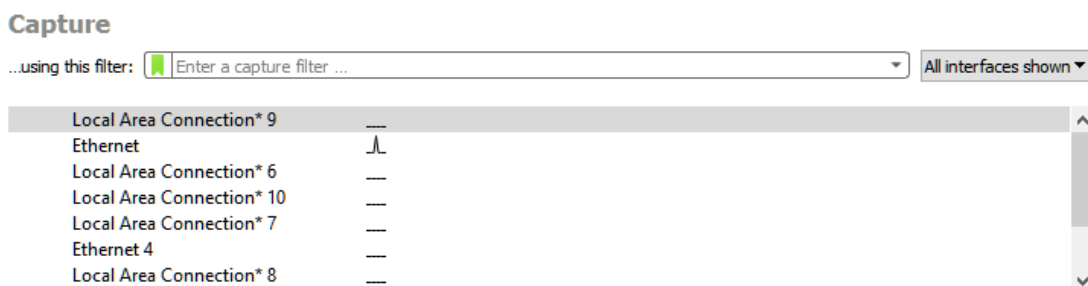 Capture
...using this filter: Enter a capture filter ... All interfaces shown
Local Area Connection* 9
Ethernet
Local Area Connection* 6
Local Area Connection* 10
Local Area Connection* 7
Ethernet 4
Local Area Connection* 8